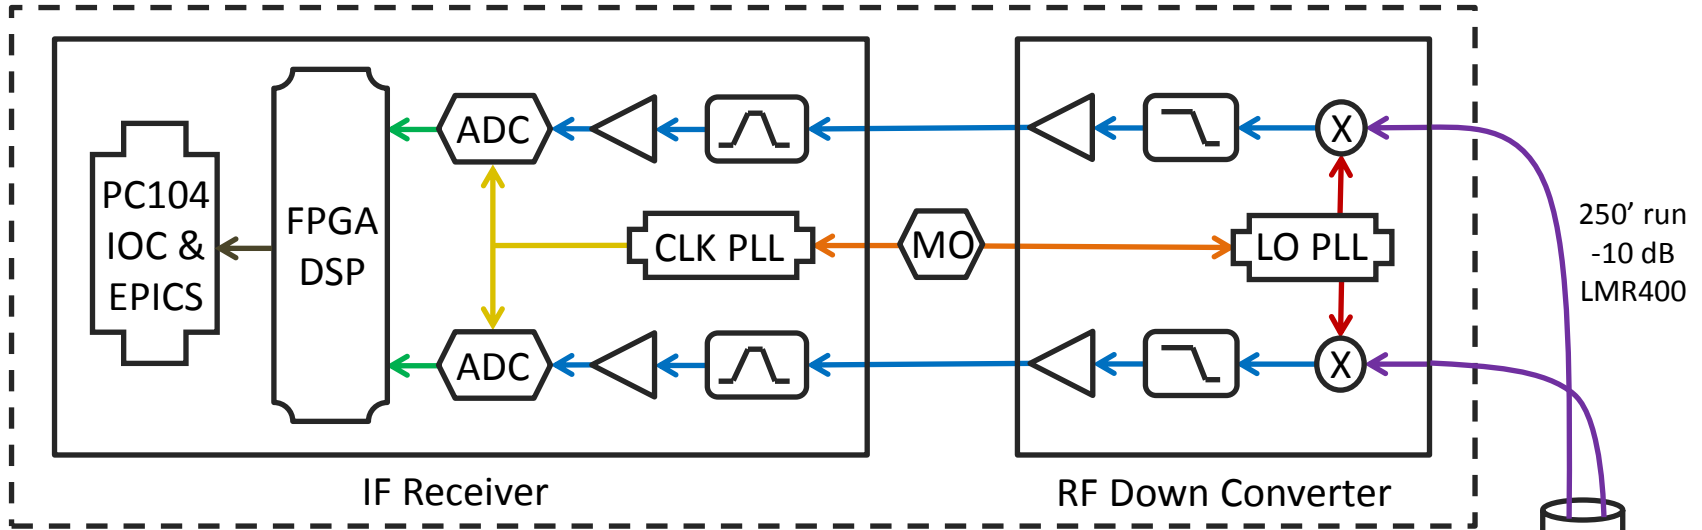 ADC
X
PC104
IOC &
EPICS
FPGA
DSP
CLK PLL
MO
LO PLL
250’ run
-10 dB
LMR400
ADC
X
IF Receiver
RF Down Converter